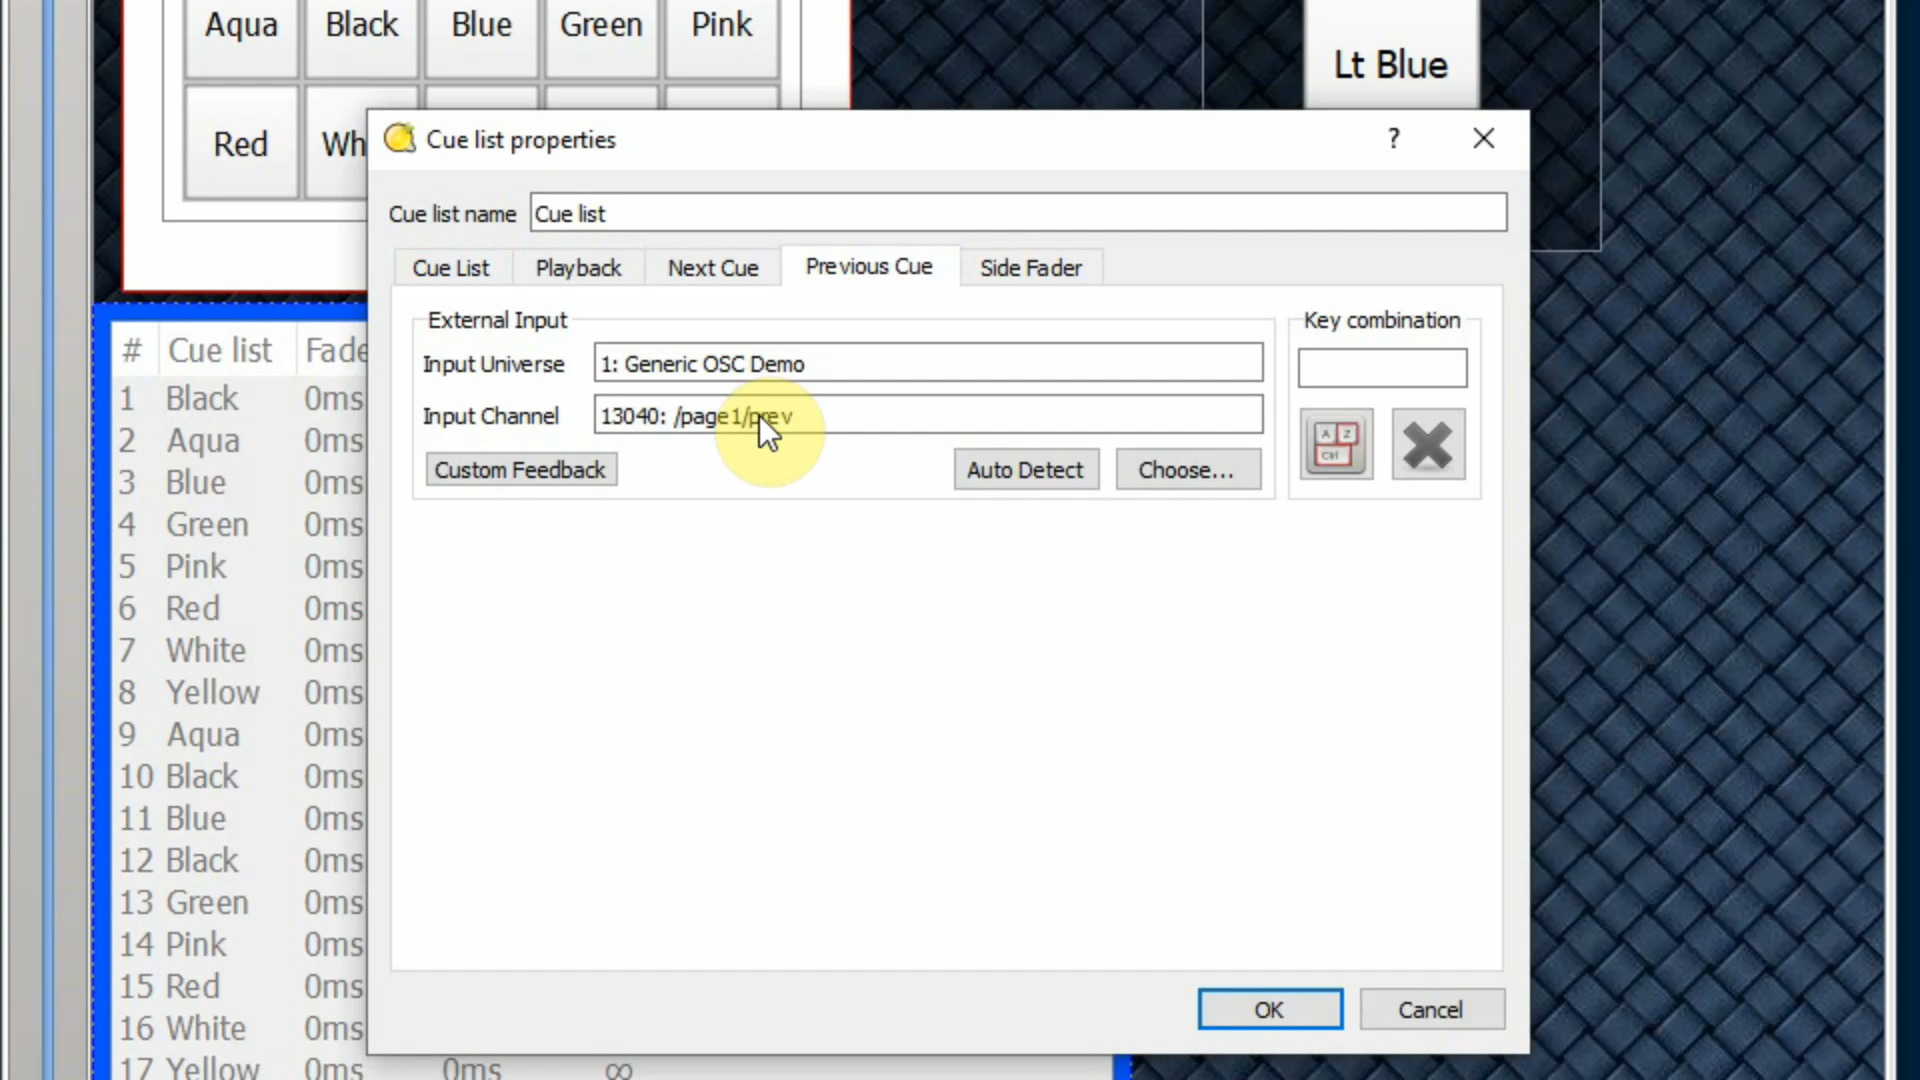 Aqua Black Blue Green Pink
Lt Blue
Red Wh
Cue list properties ?
Cue list name Cue list
Cue List Playback Next Cue Previous Cue Side Fader
External Input
Key combination
Input Universe 1: Generic OSC Demo
Input Channel 13040: /page1/prev
Custom Feedback Auto Detect Choose...
A Z
Ctrl
# Cue list Fade
1 Black 0ms
2 Aqua 0ms
3 Blue 0ms
4 Green 0ms
5 Pink 0ms
6 Red 0ms
7 White 0ms
8 Yellow 0ms
9 Aqua 0ms
10 Black 0ms
11 Blue 0ms
12 Black 0ms
13 Green 0ms
14 Pink 0ms
15 Red 0ms
16 White 0ms
17 Yellow 0ms 0ms ∞
OK Cancel